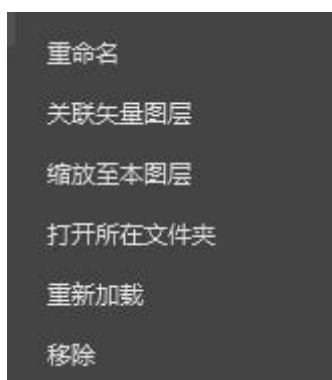 重命名
关联矢量图层
缩放至本图层
打开所在文件夹
重新加载
移除